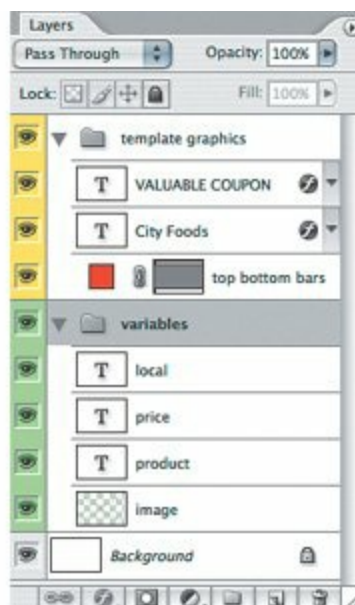 Layers
Pass Through Opacity: 100%
Lock: Fill: 100%
template graphics
T VALUABLE COUPON
T City Foods
top bottom bars
variables
T local
T price
T product
image
Background